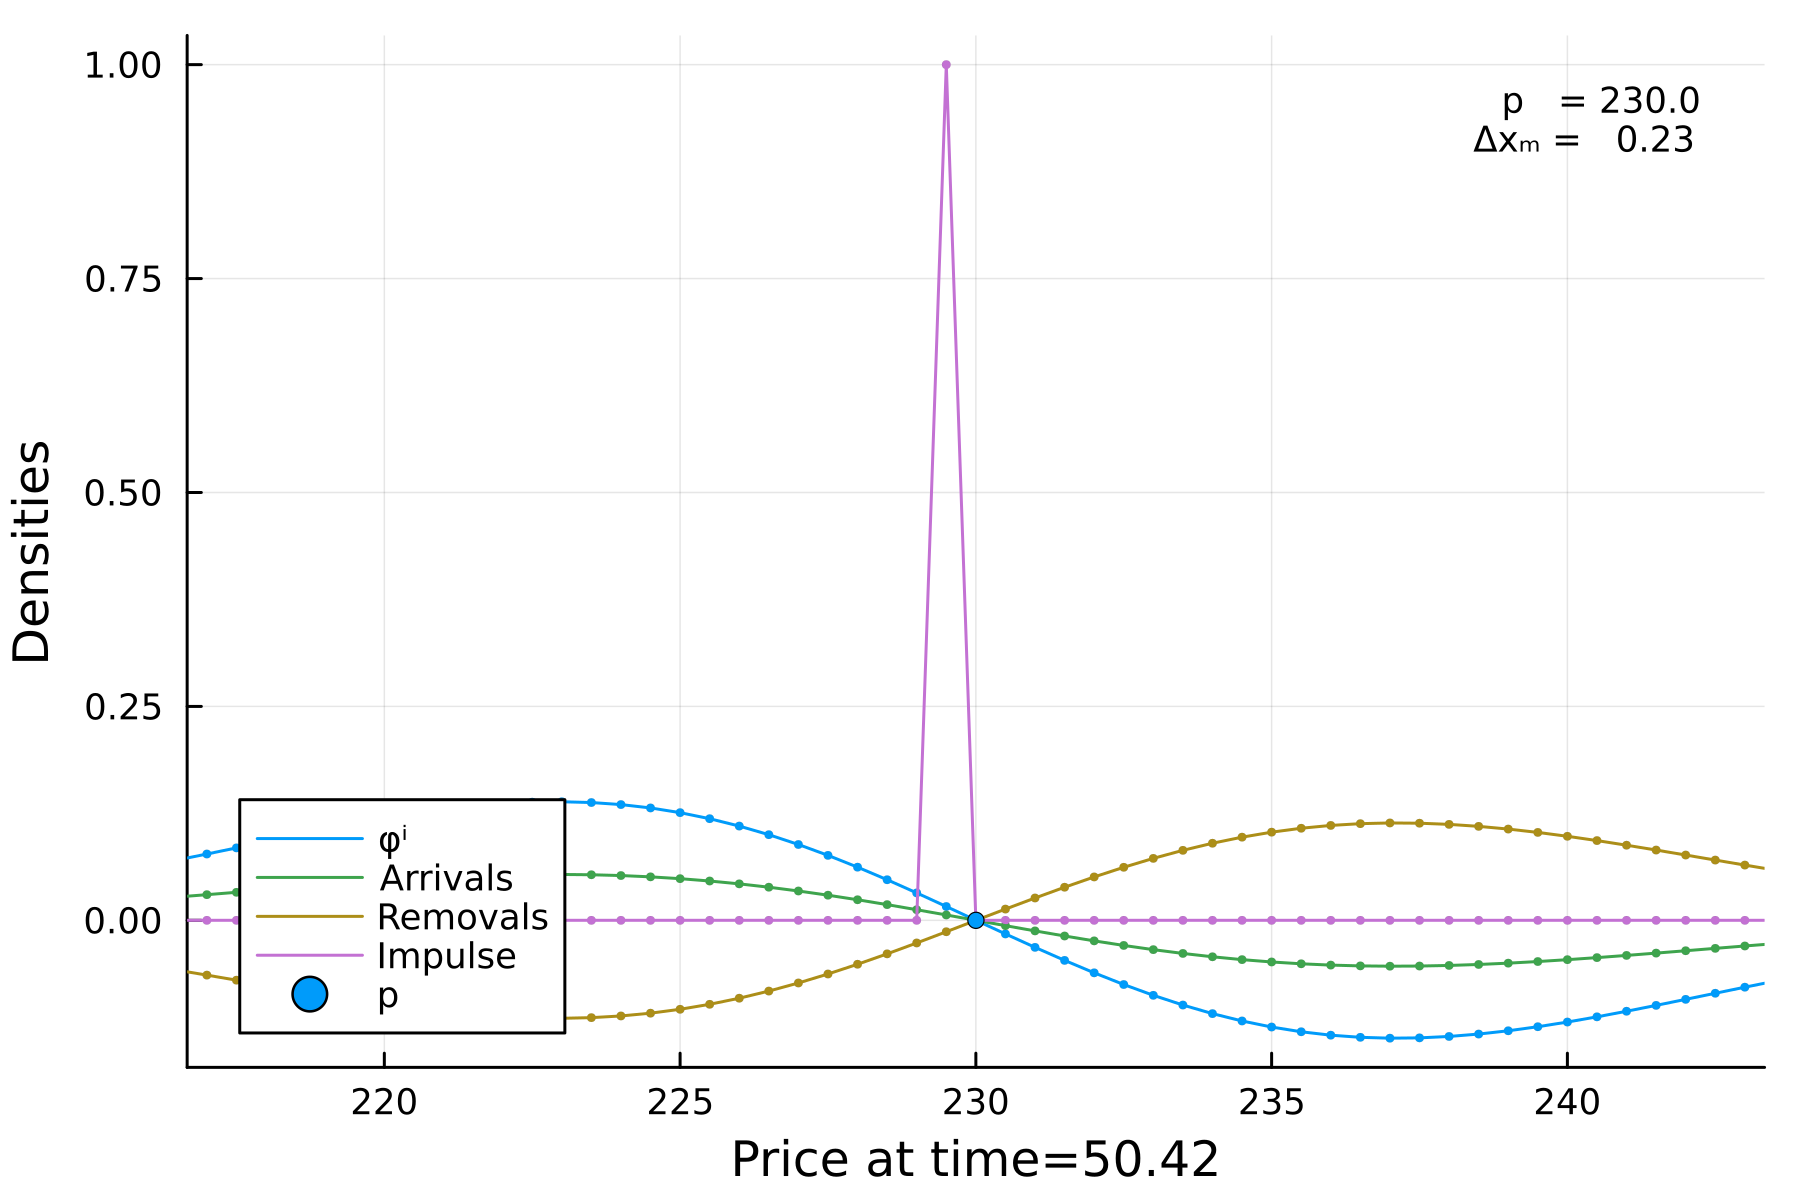 1.00
0.75
0.50
0.25
0.00
Densities
p = 230.0
Δxₘ = 0.23
φⁱ
Arrivals
Removals
Impulse
p
220 225 230 235 240
Price at time=50.42